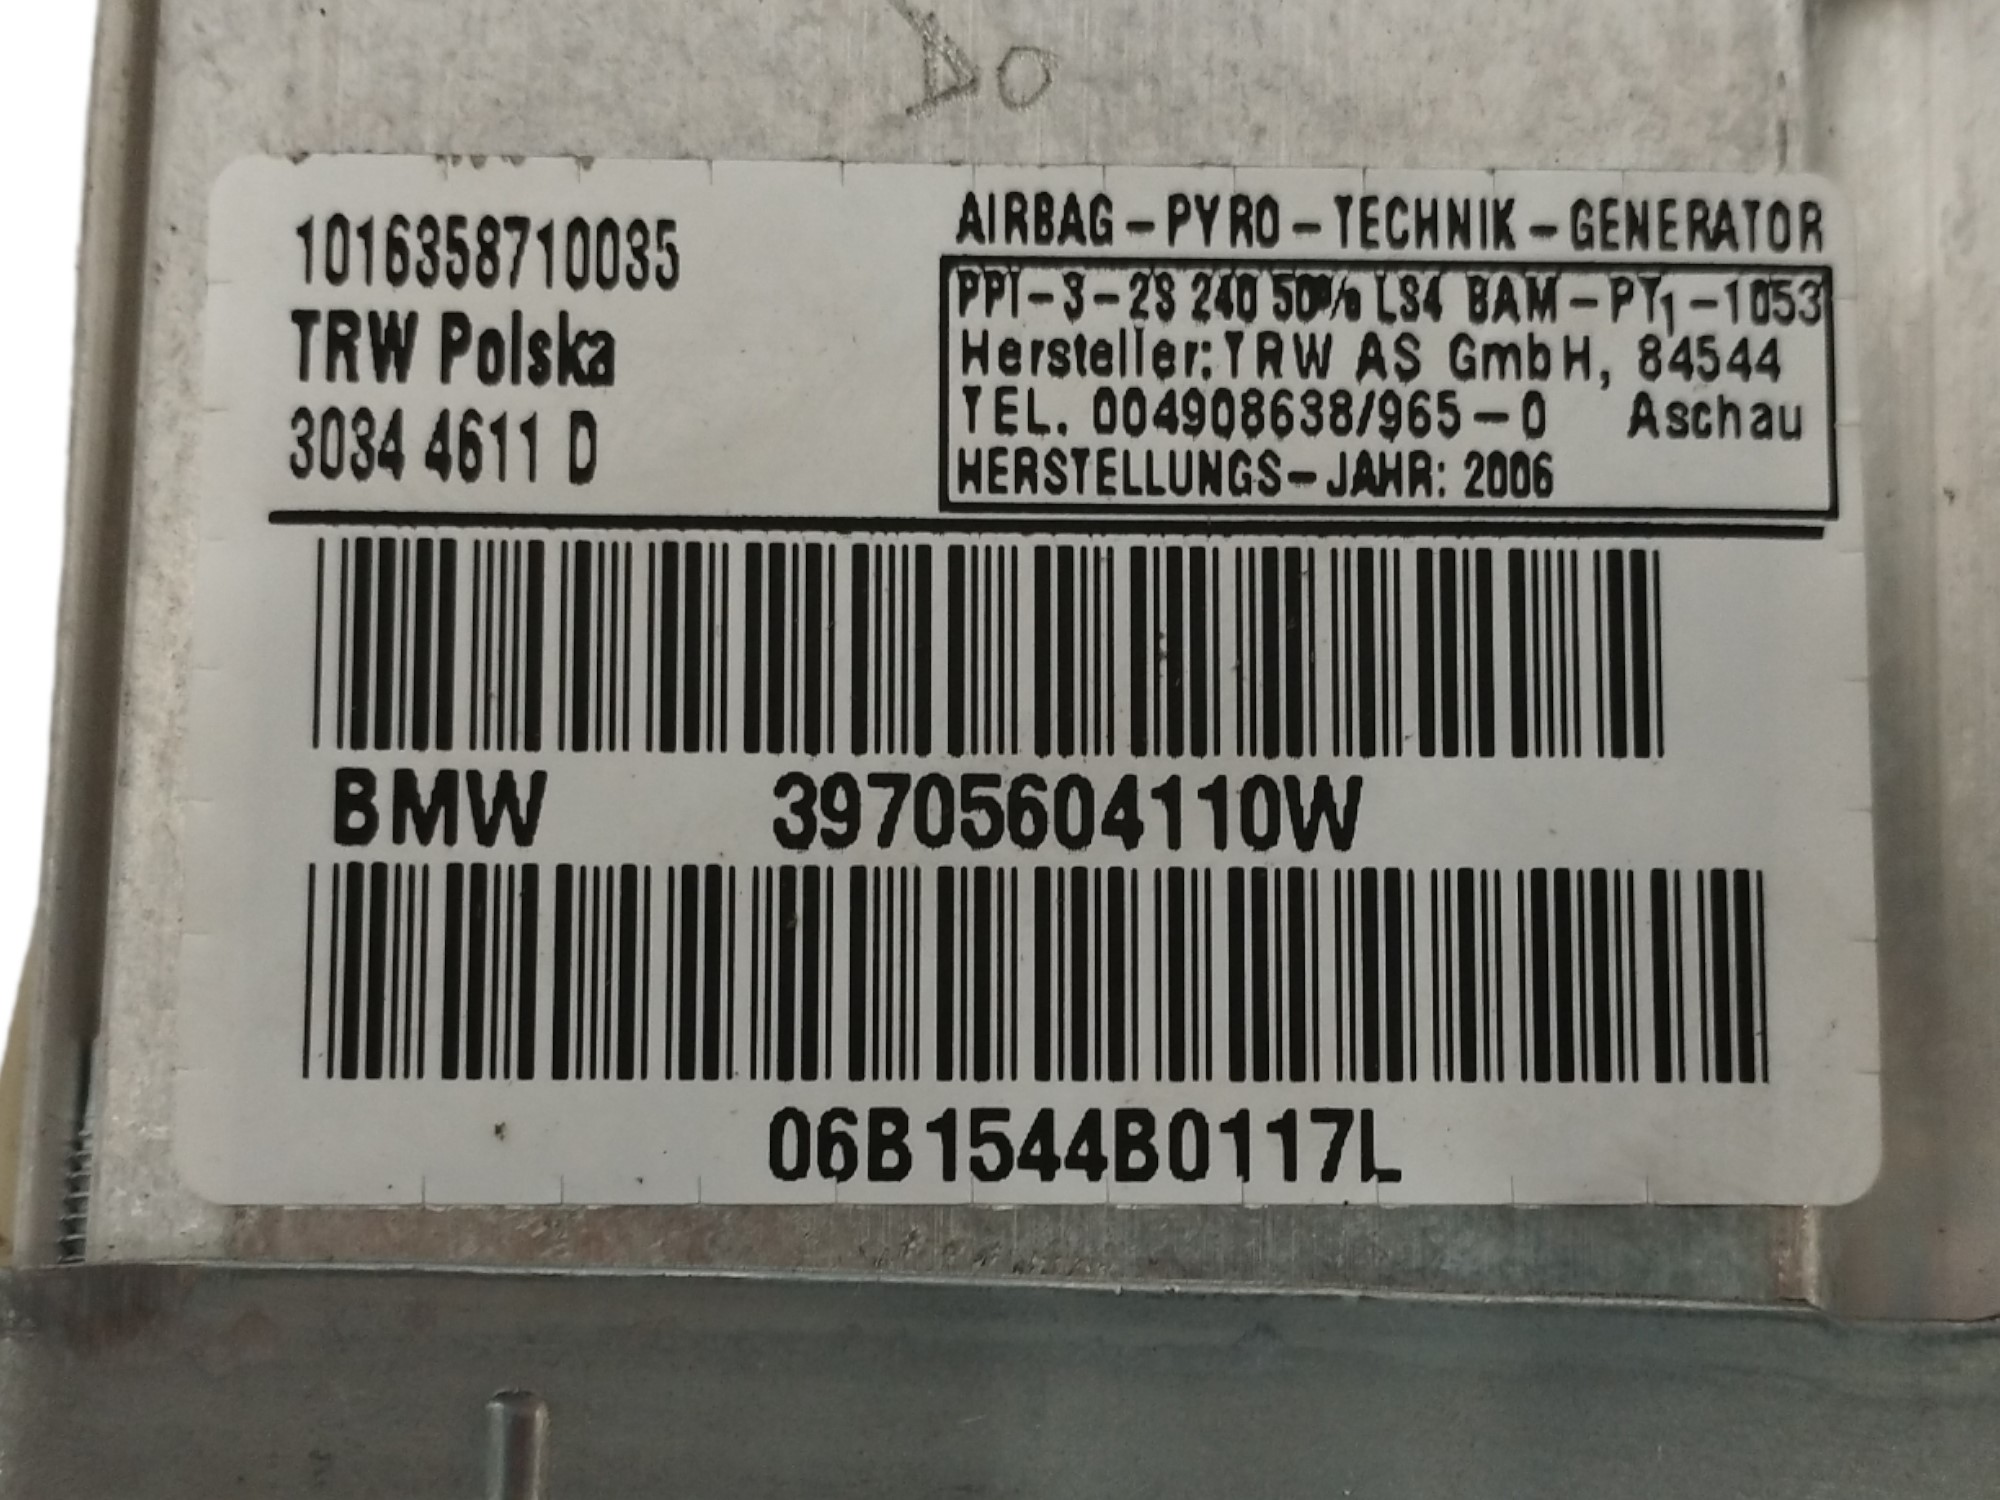 1016358710035
TRW Polska
3034 4611 D
AIRBAG-PYRO-TECHNIK-GENERATOR
PPI-3-2S 240 50% LS4 BAM-PT1-1053
Hersteller: TRW AS GmbH, 84544
TEL. 004908638/965-0 Aschau
HERSTELLUNGS-JAHR: 2006
BMW 39705604110W
06B1544B0117L